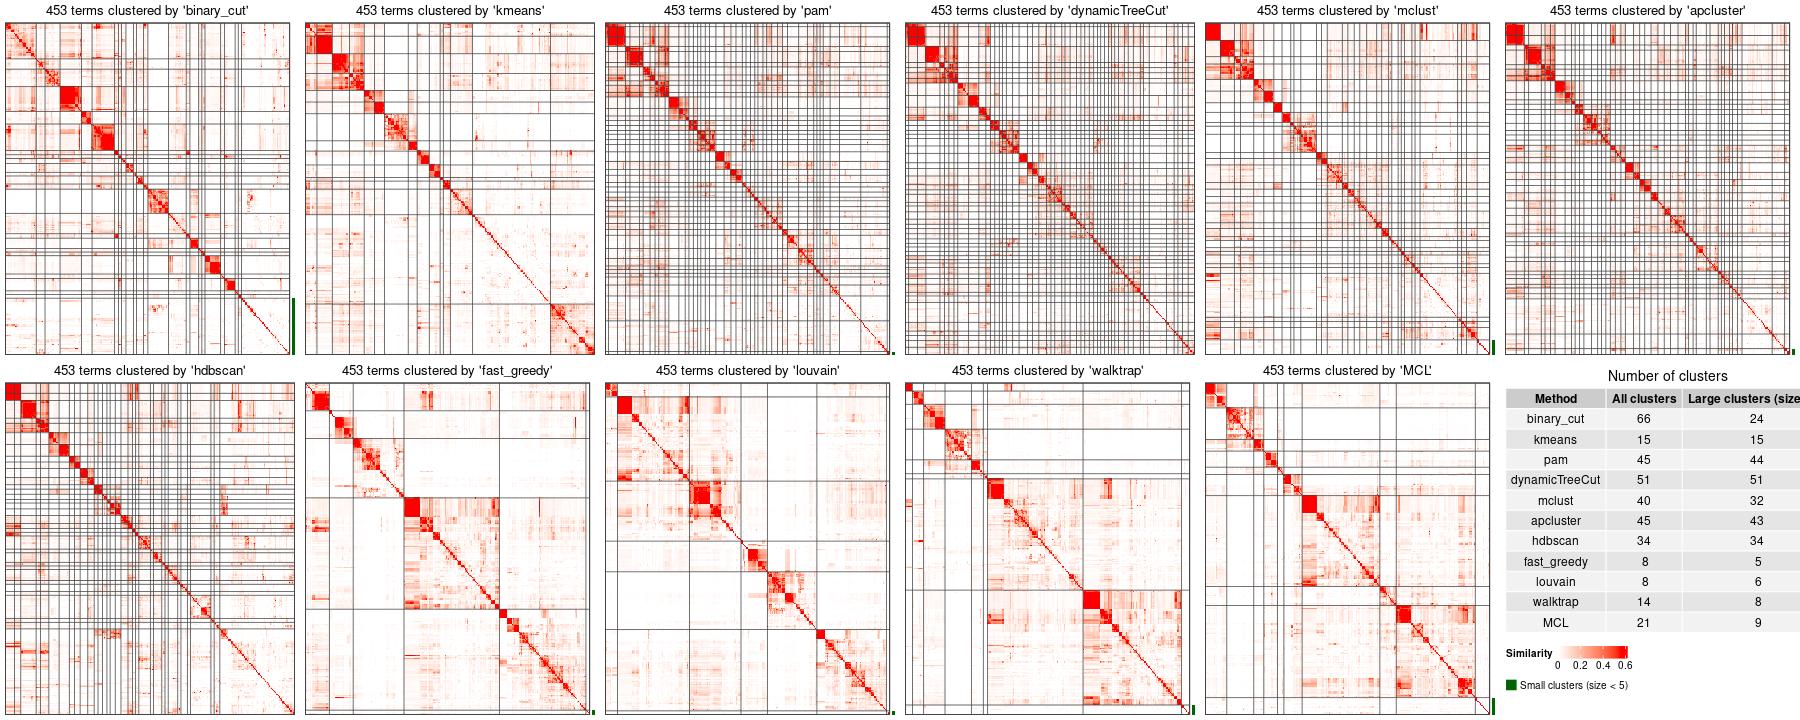 453 terms clustered by 'binary_cut'
453 terms clustered by 'kmeans'
453 terms clustered by 'pam'
453 terms clustered by 'dynamicTreeCut'
453 terms clustered by 'mclust'
453 terms clustered by 'apcluster'
453 terms clustered by 'hdbscan'
453 terms clustered by 'fast_greedy'
453 terms clustered by 'louvain'
453 terms clustered by 'walktrap'
453 terms clustered by 'MCL'
Number of clusters
Method All clusters Large clusters (size
binary_cut 66 24
kmeans 15 15
pam 45 44
dynamicTreeCut 51 51
mclust 40 32
apcluster 45 43
hdbscan 34 34
fast_greedy 8 5
louvain 8 6
walktrap 14 8
MCL 21 9
Similarity
0 0.2 0.4 0.6
Small clusters (size < 5)